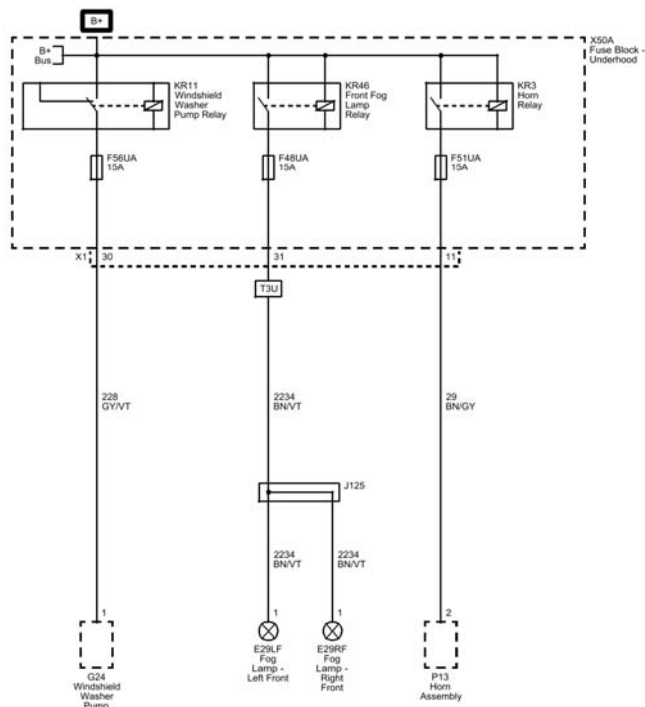 B+
B+
Bus
X50A
Fuse Block -
Underhood
KR11
Windshield
Washer
Pump Relay
KR46
Front Fog
Lamp
Relay
KR3
Horn
Relay
F56UA
15A
F48UA
15A
F51UA
15A
X1
30
31
11
T3U
228
GY/VT
2234
BN/VT
29
BN/GY
J125
2234
BN/VT
2234
BN/VT
1
1
1
2
G24
Windshield
Washer
Pump
E29LF
Fog
Lamp -
Left Front
E29RF
Fog
Lamp -
Right
Front
P13
Horn
Assembly